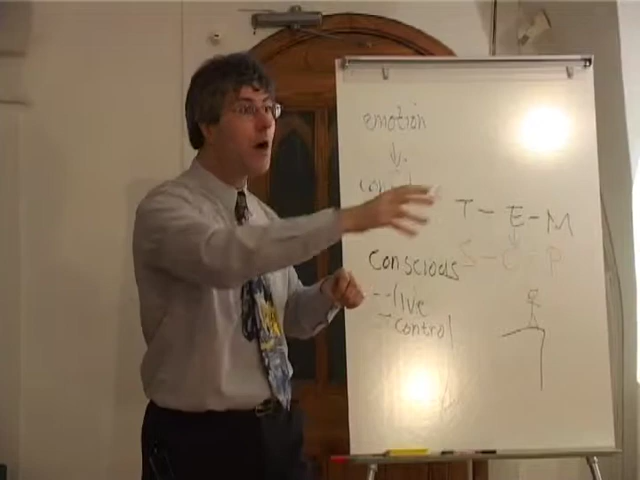 emotion
T - E - M
S - C - P
conscious
- live
- control